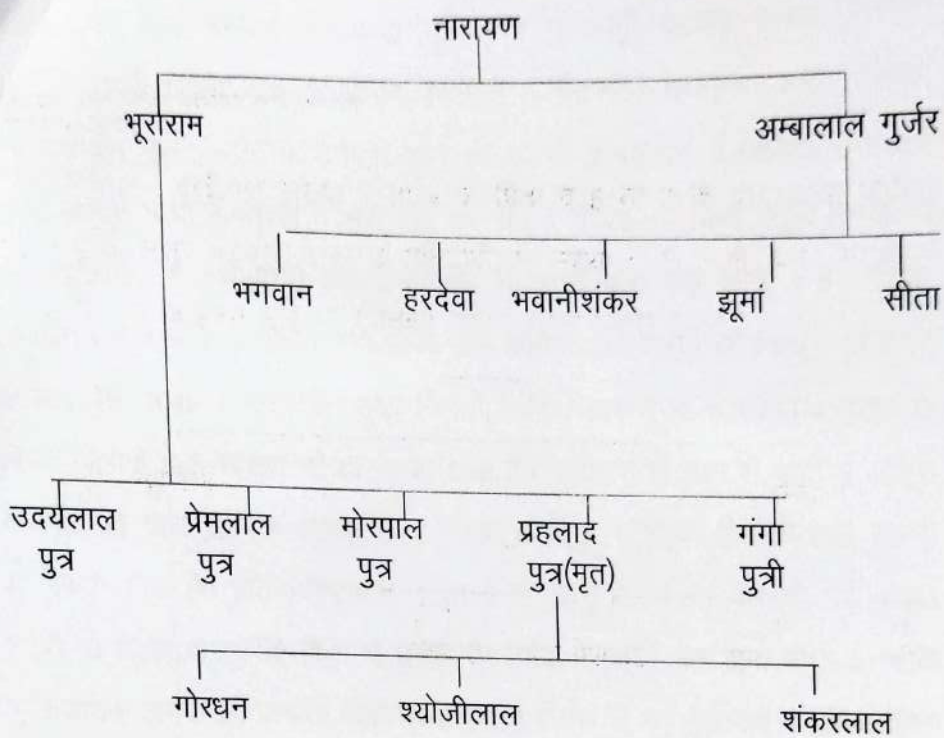 नारायण
भूराराम अम्बालाल गुर्जर
भगवान हरदेवा भवानीशंकर झूमां सीता
उदयलाल प्रेमलाल मोरपाल प्रहलाद गंगा
पुत्र पुत्र पुत्र पुत्र(मृत) पुत्री
गोरधन श्योजीलाल शंकरलाल